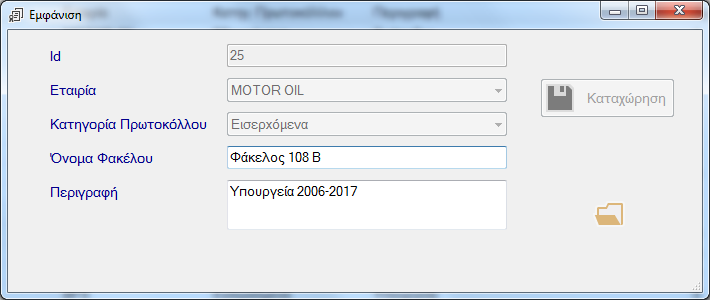 Εμφάνιση
Id
25
Εταιρία
MOTOR OIL
Κατηγορία Πρωτοκόλλου
Εισερχόμενα
Όνομα Φακέλου
Φάκελος 108 Β
Περιγραφή
Υπουργεία 2006-2017
Καταχώρηση